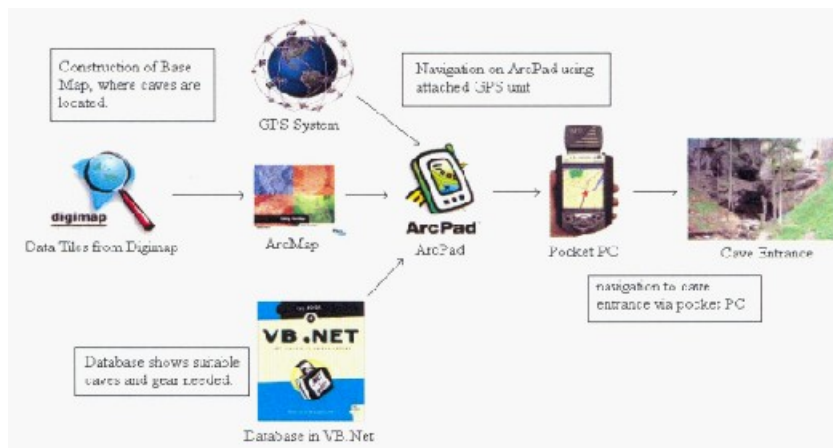 Construction of Base
Map, where caves are
located.
GPS System
Navigation on ArcPad using
attached GPS unit
digimap
Data Tiles from Digimap
ArcMap
ArcPad
ArcPad
Pocket PC
Cave Entrance
navigation to cave
entrance via pocket PC
VB.NET
Database shows suitable
caves and gear needed.
Database in VB.Net